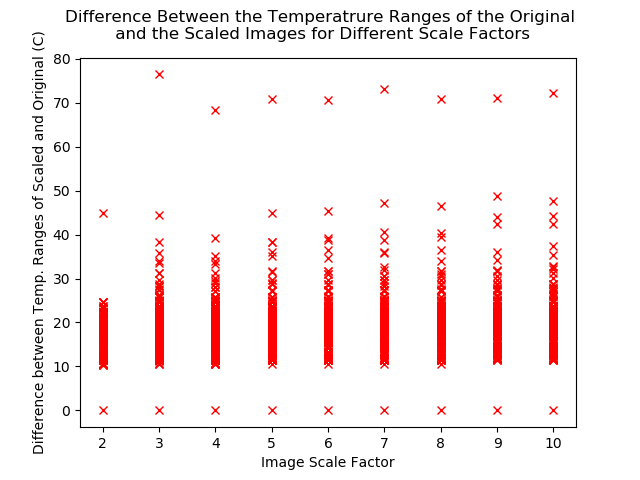 Difference Between the Temperatrure Ranges of the Original
and the Scaled Images for Different Scale Factors
Difference between Temp. Ranges of Scaled and Original (C)
80
70
60
50
40
30
20
10
0
2 3 4 5 6 7 8 9 10
Image Scale Factor